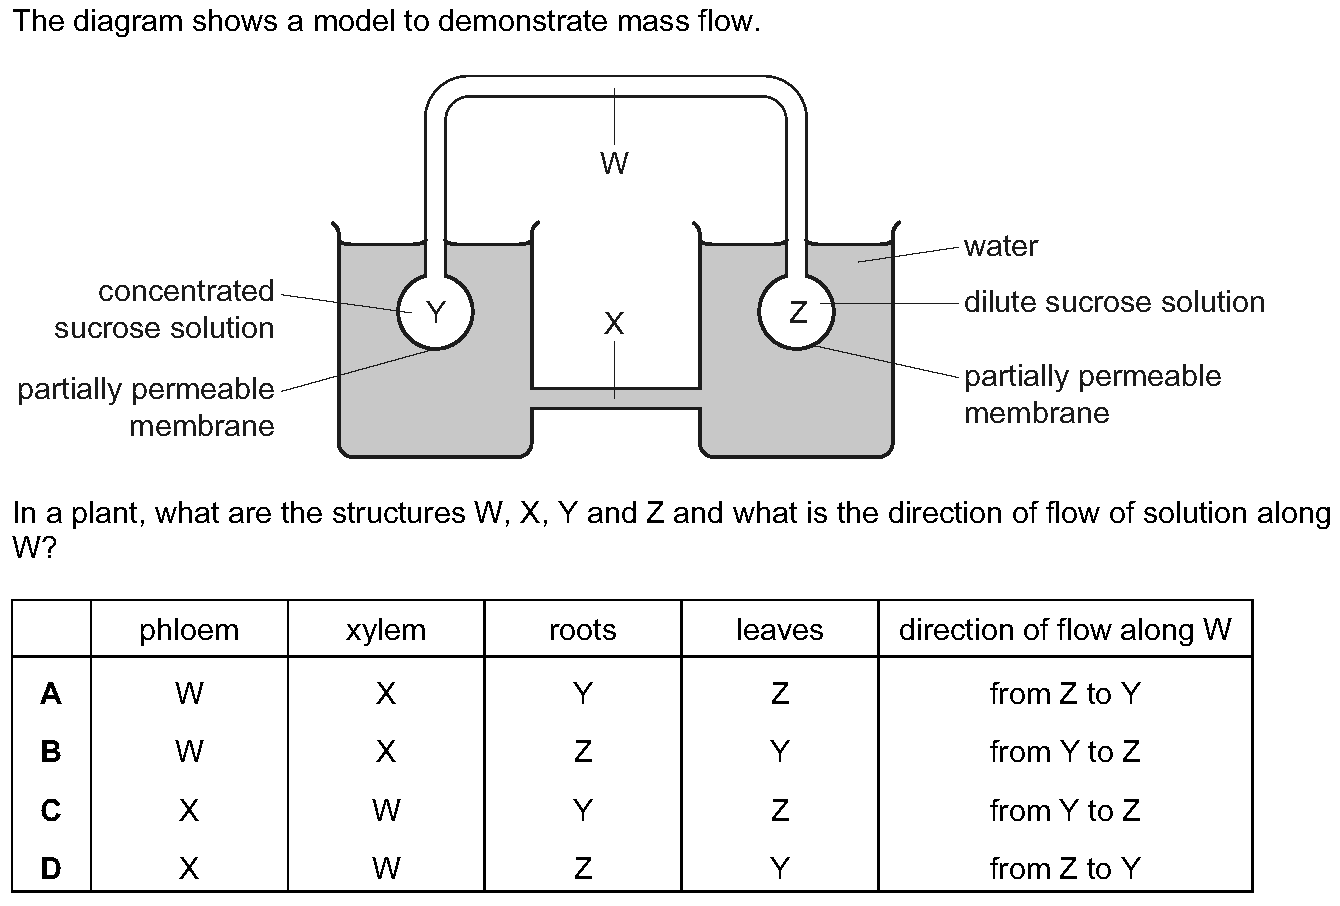 The diagram shows a model to demonstrate mass flow.
W
concentrated
sucrose solution
partially permeable
membrane
Y
X
Z
water
dilute sucrose solution
partially permeable
membrane
In a plant, what are the structures W, X, Y and Z and what is the direction of flow of solution along
W?
phloem xylem roots leaves direction of flow along W
A W X Y Z from Z to Y
B W X Z Y from Y to Z
C X W Y Z from Y to Z
D X W Z Y from Z to Y